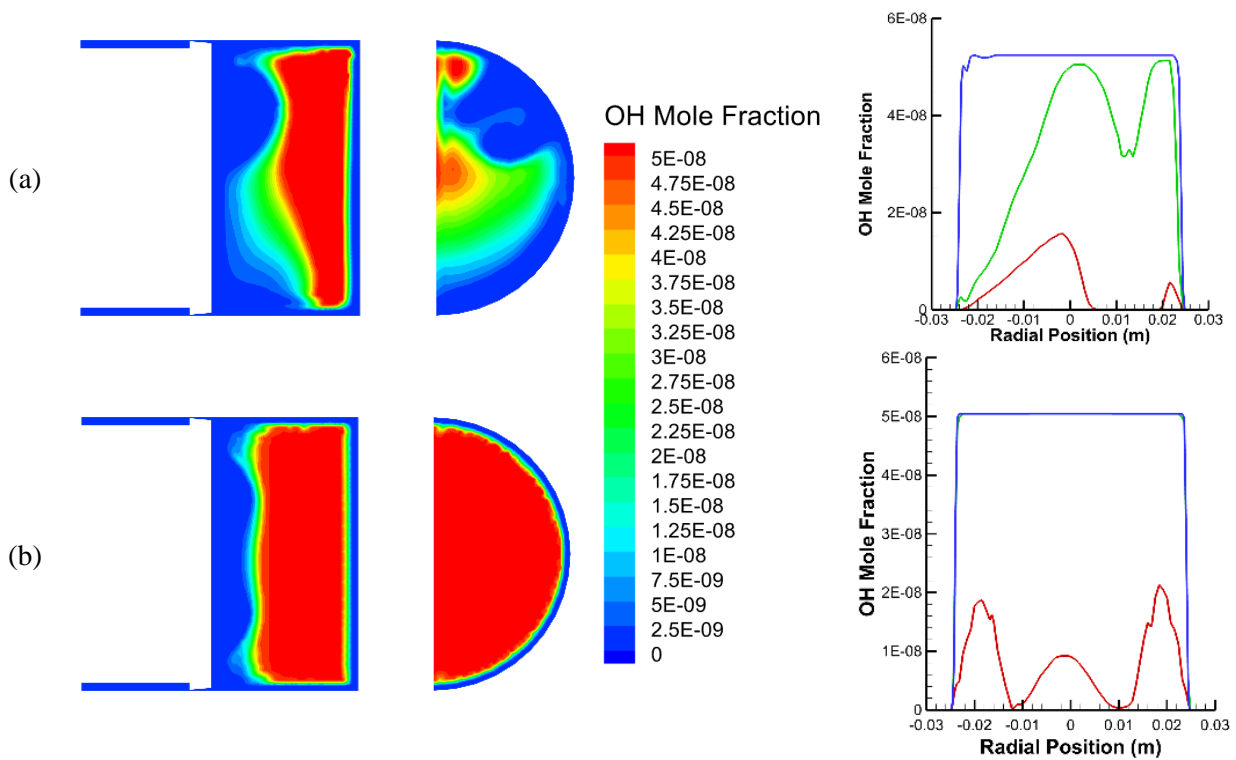 (a)
(b)
OH Mole Fraction
5E-08
4.75E-08
4.5E-08
4.25E-08
4E-08
3.75E-08
3.5E-08
3.25E-08
3E-08
2.75E-08
2.5E-08
2.25E-08
2E-08
1.75E-08
1.5E-08
1.25E-08
1E-08
7.5E-09
5E-09
2.5E-09
0
OH Mole Fraction
6E-08
4E-08
2E-08
0
-0.03 -0.02 -0.01 0 0.01 0.02 0.03
Radial Position (m)
OH Mole Fraction
6E-08
5E-08
4E-08
3E-08
2E-08
1E-08
0
-0.03 -0.02 -0.01 0 0.01 0.02 0.03
Radial Position (m)